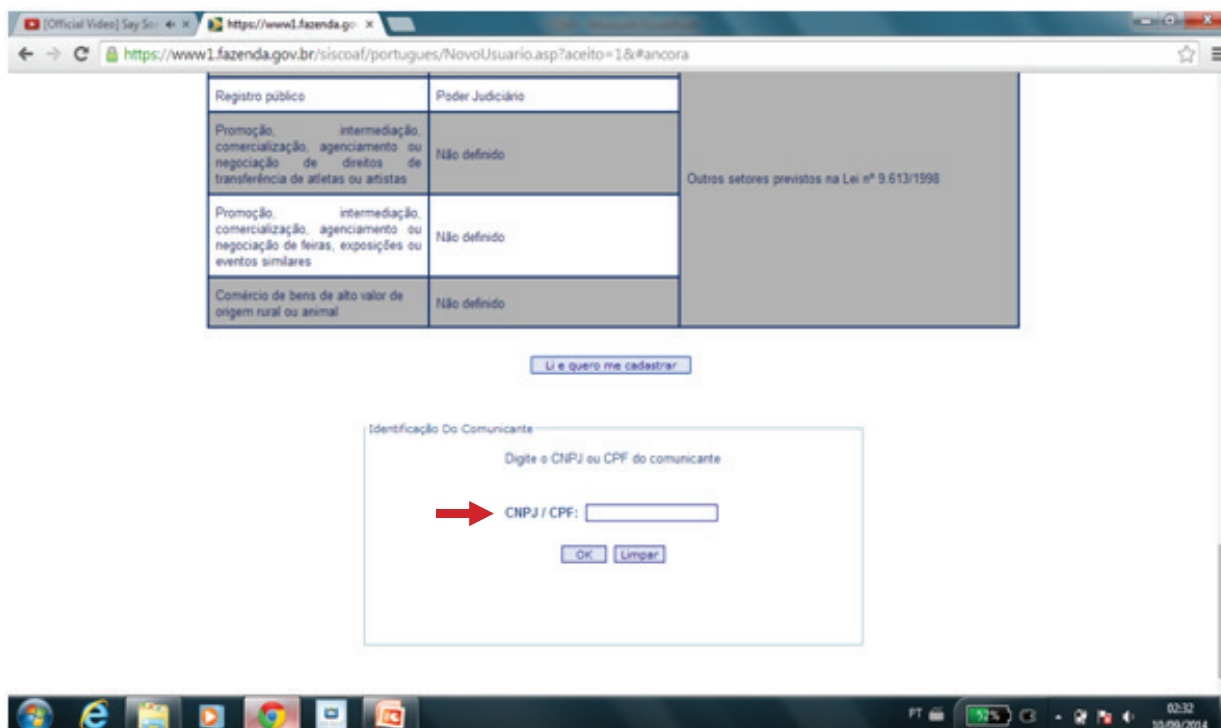 [Official Video] Say So
https://www1.fazenda.go
https://www1.fazenda.gov.br/siscoaf/portugues/NovoUsuario.asp?aceito=1&#ancora
Registro público
Poder Judiciário
Promoção, intermediação,
comercialização, agenciamento ou
negociação de direitos de
transferência de atletas ou artistas
Não definido
Outros setores previstos na Lei nº 9.613/1998
Promoção, intermediação,
comercialização, agenciamento ou
negociação de feiras, exposições ou
eventos similares
Não definido
Comércio de bens de alto valor de
origem rural ou animal
Não definido
Li e quero me cadastrar
Identificação Do Comunicante
Digite o CNPJ ou CPF do comunicante
CNPJ / CPF:
OK Limpar
PT
52%
02:32
10/09/2014